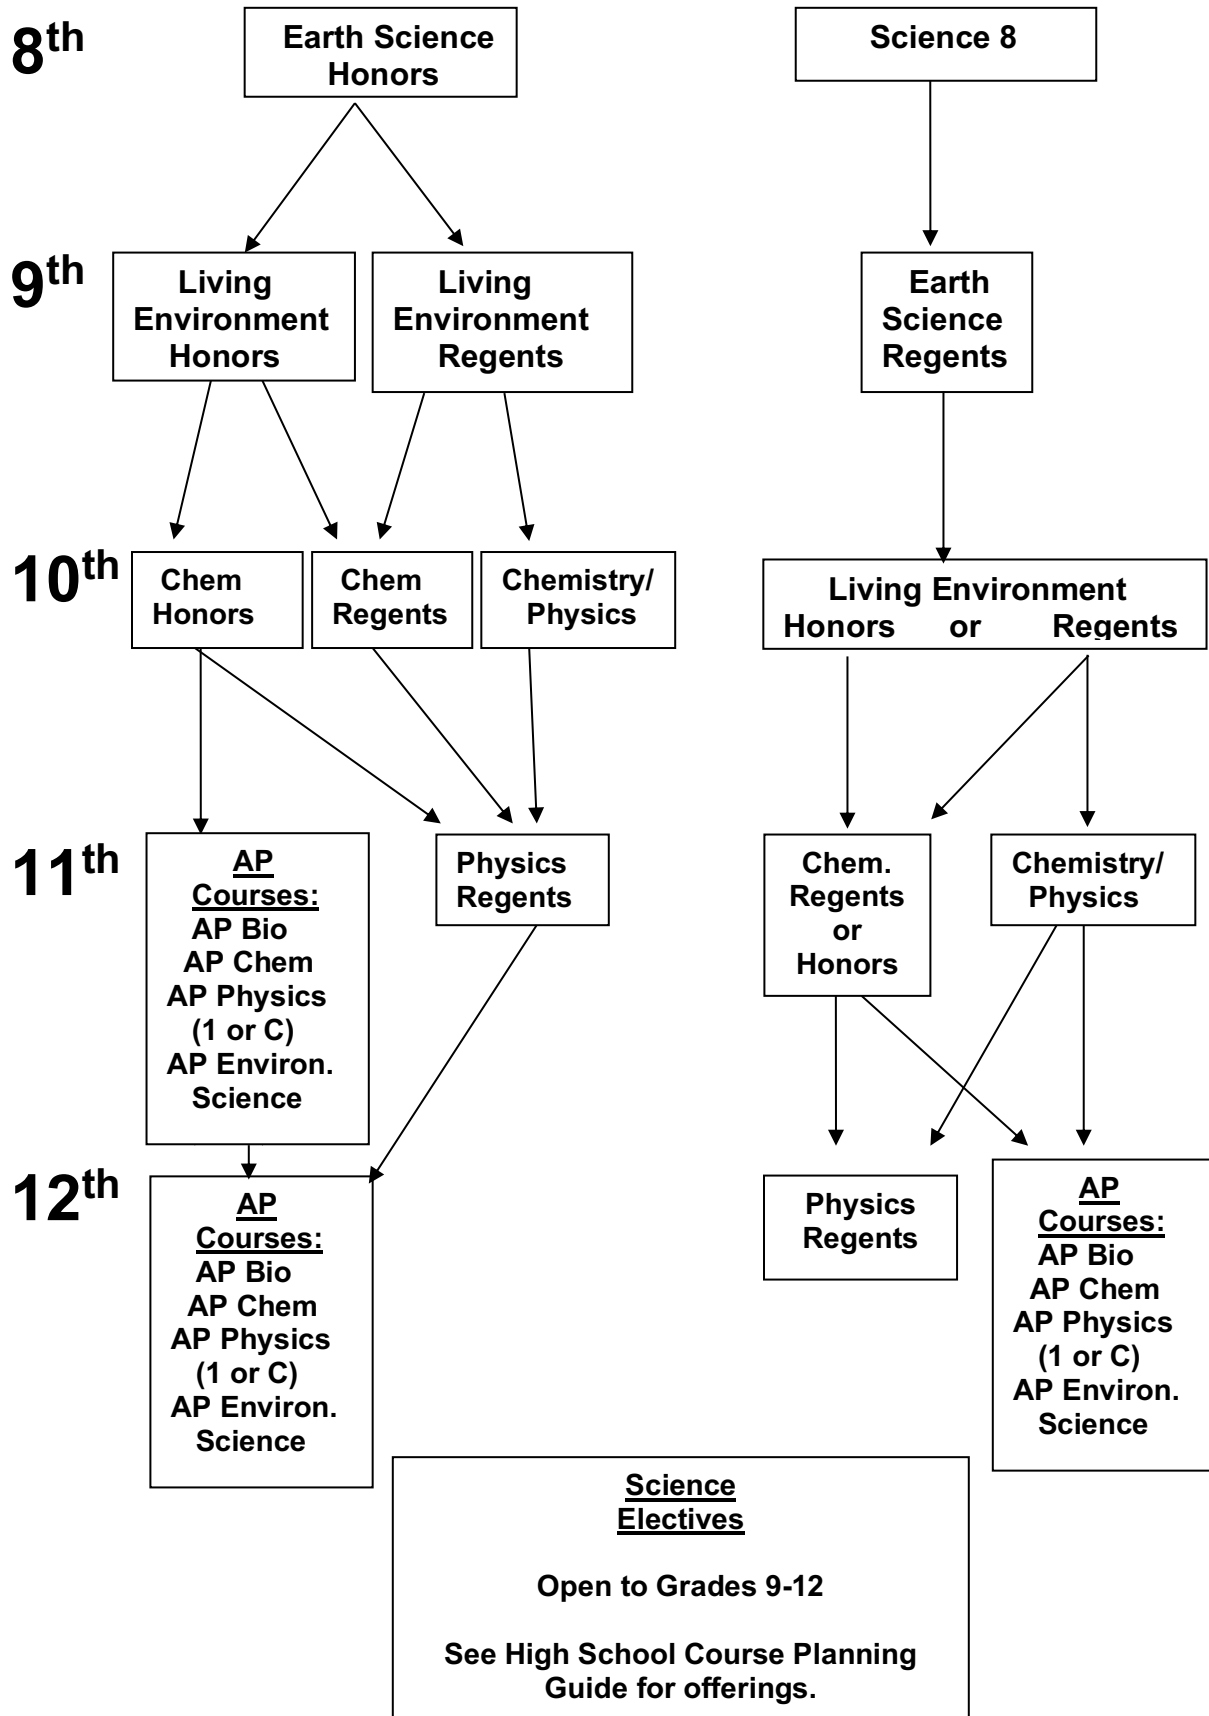 8th
Earth Science
Honors
Science 8
9th
Living
Environment
Honors
Living
Environment
Regents
Earth
Science
Regents
10th
Chem
Honors
Chem
Regents
Chemistry/
Physics
Living Environment
Honors or Regents
11th
AP
Courses:
AP Bio
AP Chem
AP Physics
(1 or C)
AP Environ.
Science
Physics
Regents
Chem.
Regents
or
Honors
Chemistry/
Physics
12th
AP
Courses:
AP Bio
AP Chem
AP Physics
(1 or C)
AP Environ.
Science
Physics
Regents
AP
Courses:
AP Bio
AP Chem
AP Physics
(1 or C)
AP Environ.
Science
Science
Electives
Open to Grades 9-12
See High School Course Planning
Guide for offerings.